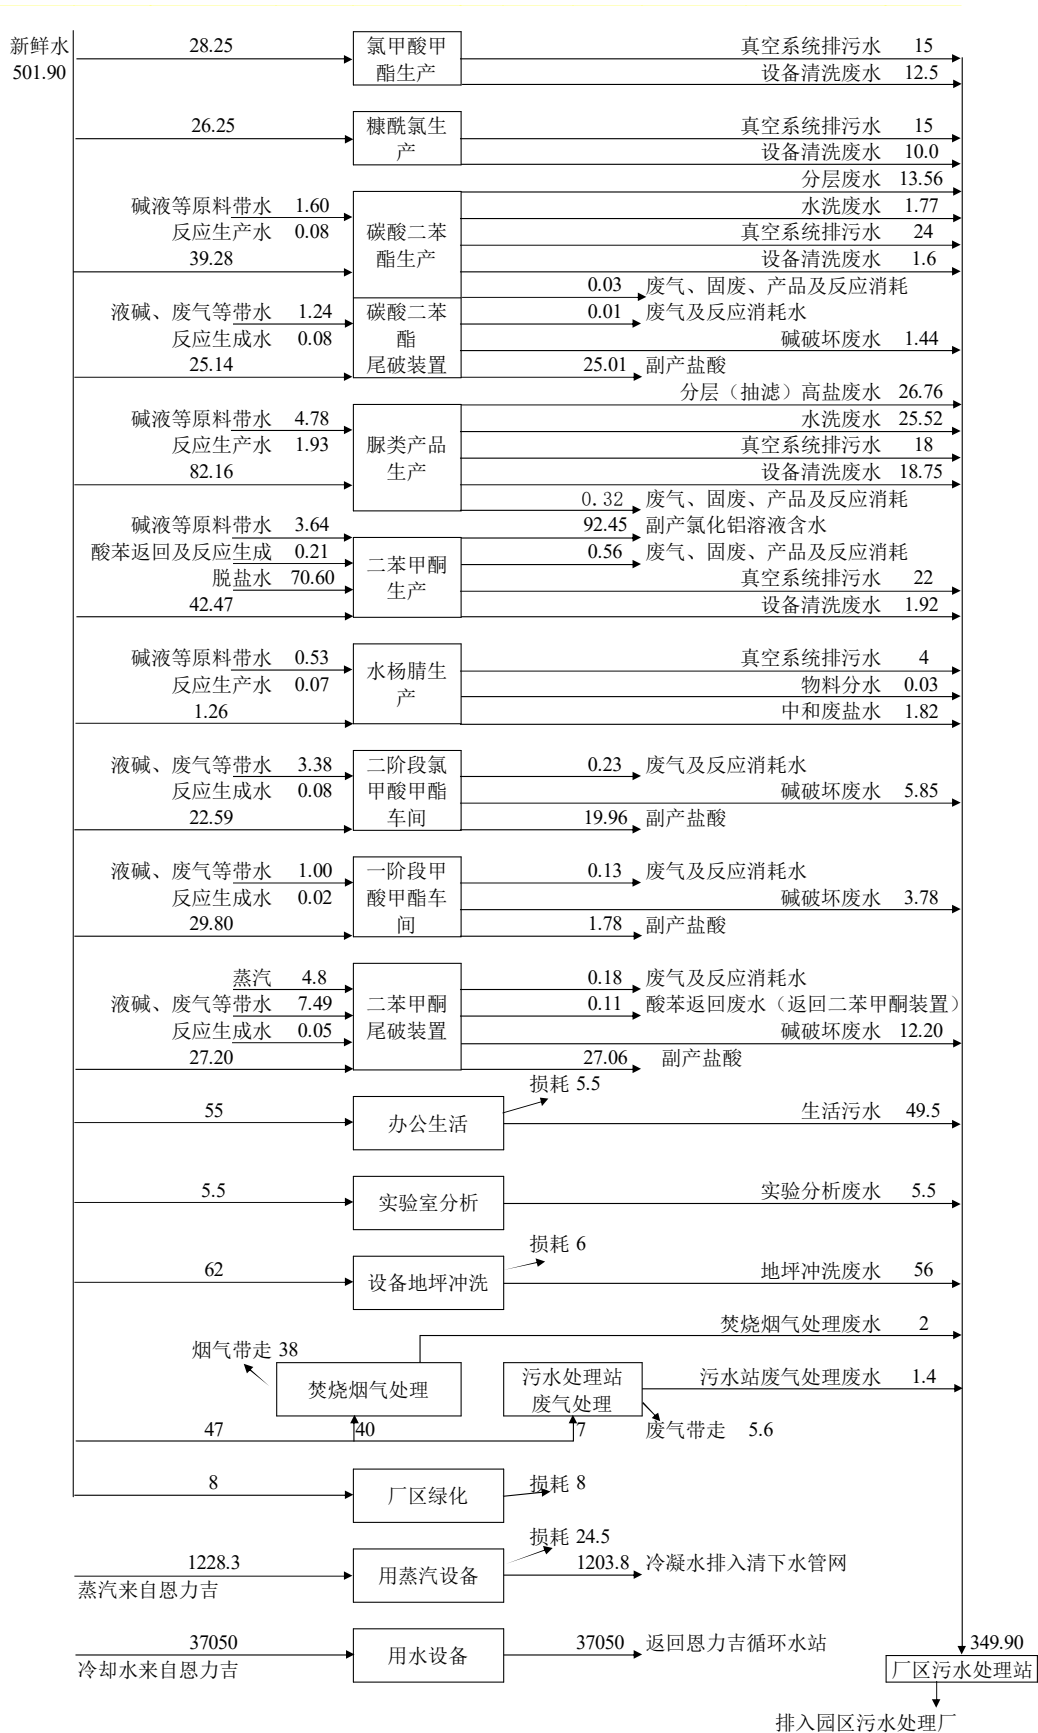 新鲜水
501.90
28.25
氯甲酸甲
酯生产
真空系统排污水 15
设备清洗废水 12.5
26.25
糠酰氯生
产
真空系统排污水 15
设备清洗废水 10.0
碱液等原料带水 1.60
反应生产水 0.08
39.28
碳酸二苯
酯生产
分层废水 13.56
水洗废水 1.77
真空系统排污水 24
设备清洗废水 1.6
0.03 废气、固废、产品及反应消耗
液碱、废气等带水 1.24
反应生成水 0.08
25.14
碳酸二苯
酯
尾破装置
0.01 废气及反应消耗水
碱破坏废水 1.44
25.01 副产盐酸
碱液等原料带水 4.78
反应生产水 1.93
82.16
脲类产品
生产
分层（抽滤）高盐废水 26.76
水洗废水 25.52
真空系统排污水 18
设备清洗废水 18.75
0.32 废气、固废、产品及反应消耗
碱液等原料带水 3.64
酸苯返回及反应生成 0.21
脱盐水 70.60
42.47
二苯甲酮
生产
92.45 副产氯化铝溶液含水
0.56 废气、固废、产品及反应消耗
真空系统排污水 22
设备清洗废水 1.92
碱液等原料带水 0.53
反应生产水 0.07
1.26
水杨腈生
产
真空系统排污水 4
物料分水 0.03
中和废盐水 1.82
液碱、废气等带水 3.38
反应生成水 0.08
22.59
二阶段氯
甲酸甲酯
车间
0.23 废气及反应消耗水
碱破坏废水 5.85
19.96 副产盐酸
液碱、废气等带水 1.00
反应生成水 0.02
29.80
一阶段甲
酸甲酯车
间
0.13 废气及反应消耗水
碱破坏废水 3.78
1.78 副产盐酸
蒸汽 4.8
液碱、废气等带水 7.49
反应生成水 0.05
27.20
二苯甲酮
尾破装置
0.18 废气及反应消耗水
0.11 酸苯返回废水（返回二苯甲酮装置）
碱破坏废水 12.20
27.06 副产盐酸
55
办公生活
损耗 5.5
生活污水 49.5
5.5
实验室分析
实验分析废水 5.5
62
设备地坪冲洗
损耗 6
地坪冲洗废水 56
焚烧烟气处理废水 2
烟气带走 38
焚烧烟气处理
污水处理站
废气处理
污水站废气处理废水 1.4
47
40
7
废气带走 5.6
8
厂区绿化
损耗 8
1228.3
蒸汽来自恩力吉
用蒸汽设备
损耗 24.5
1203.8 冷凝水排入清下水管网
37050
冷却水来自恩力吉
用水设备
37050 返回恩力吉循环水站
349.90
厂区污水处理站
排入园区污水处理厂